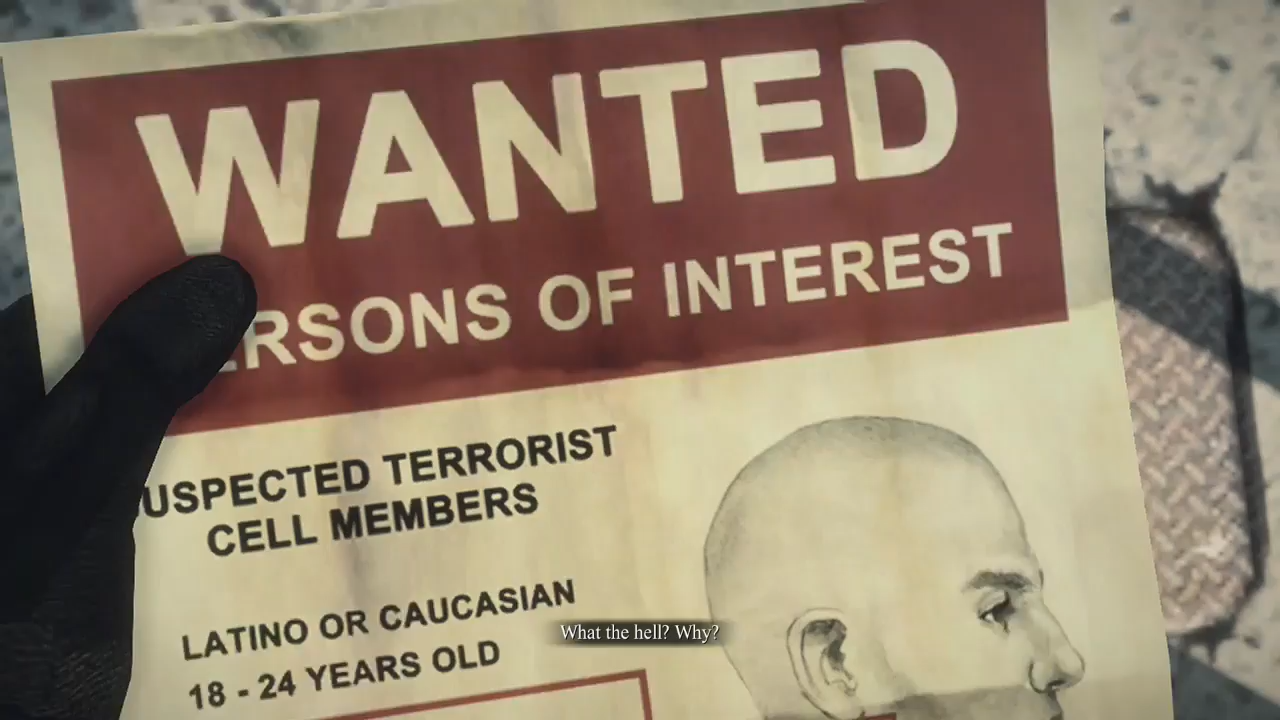 WANTED
ERSONS OF INTEREST
USPECTED TERRORIST
CELL MEMBERS
LATINO OR CAUCASIAN
18 - 24 YEARS OLD
What the hell? Why?